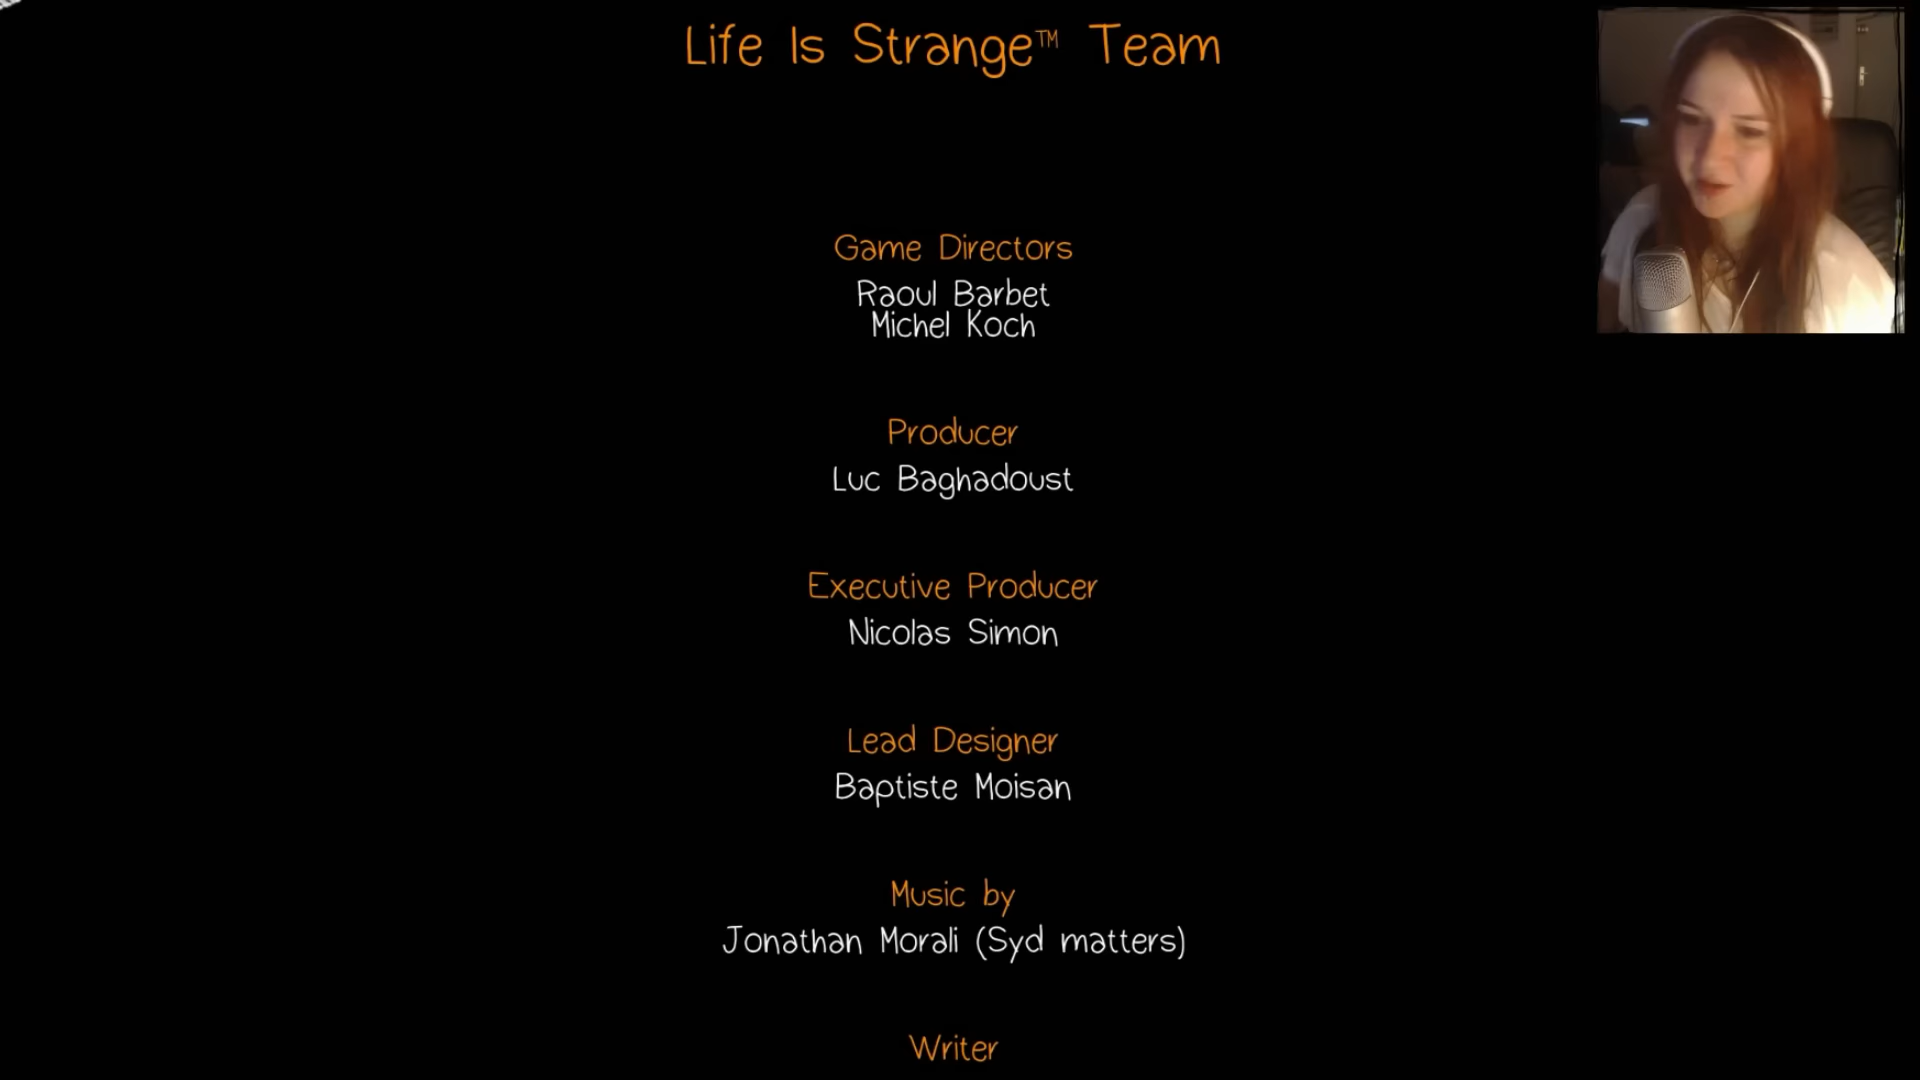 Life Is Strange™ Team
Game Directors
Raoul Barbet
Michel Koch
Producer
Luc Baghadoust
Executive Producer
Nicolas Simon
Lead Designer
Baptiste Moisan
Music by
Jonathan Morali (Syd matters)
Writer